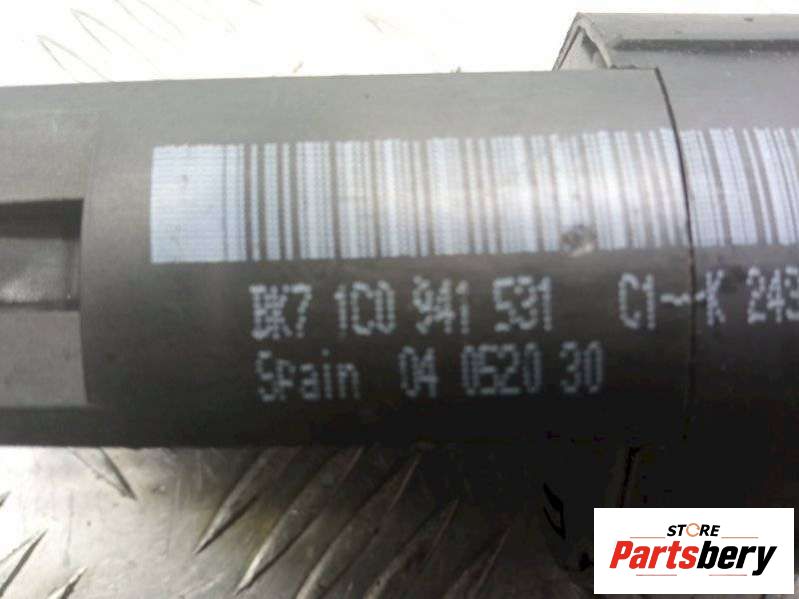 BK7 1C0 941 531 C1~~K 243
Spain 04 0520 30
STORE
Partsbery